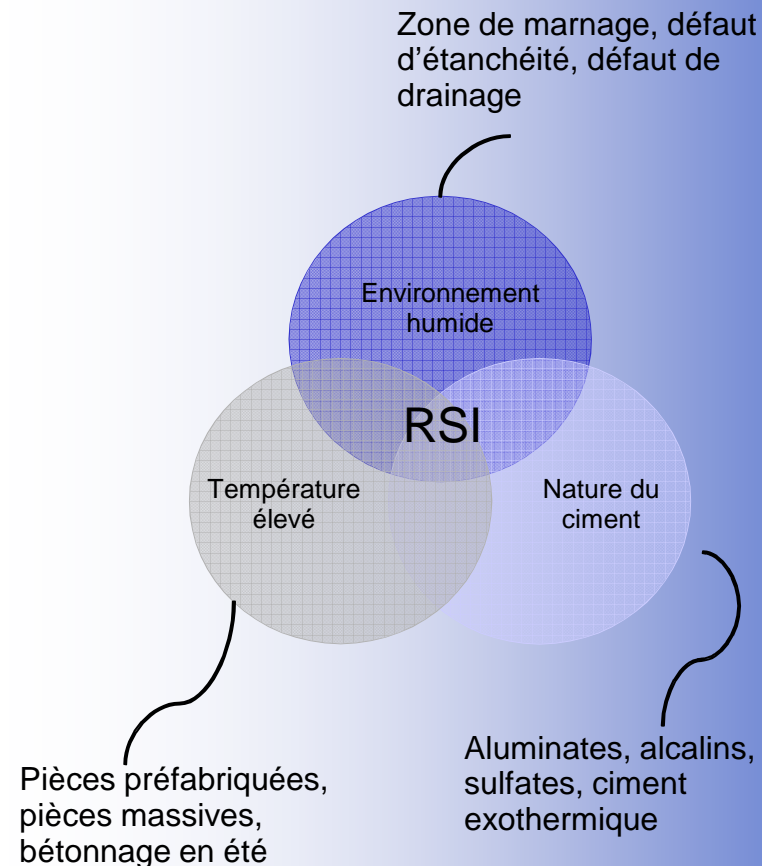 Zone de marnage, défaut
d'étanchéité, défaut de
drainage
Environnement
humide
RSI
Température
élevé
Nature du
ciment
Pièces préfabriquées,
pièces massives,
bétonnage en été
Aluminates, alcalins,
sulfates, ciment
exothermique